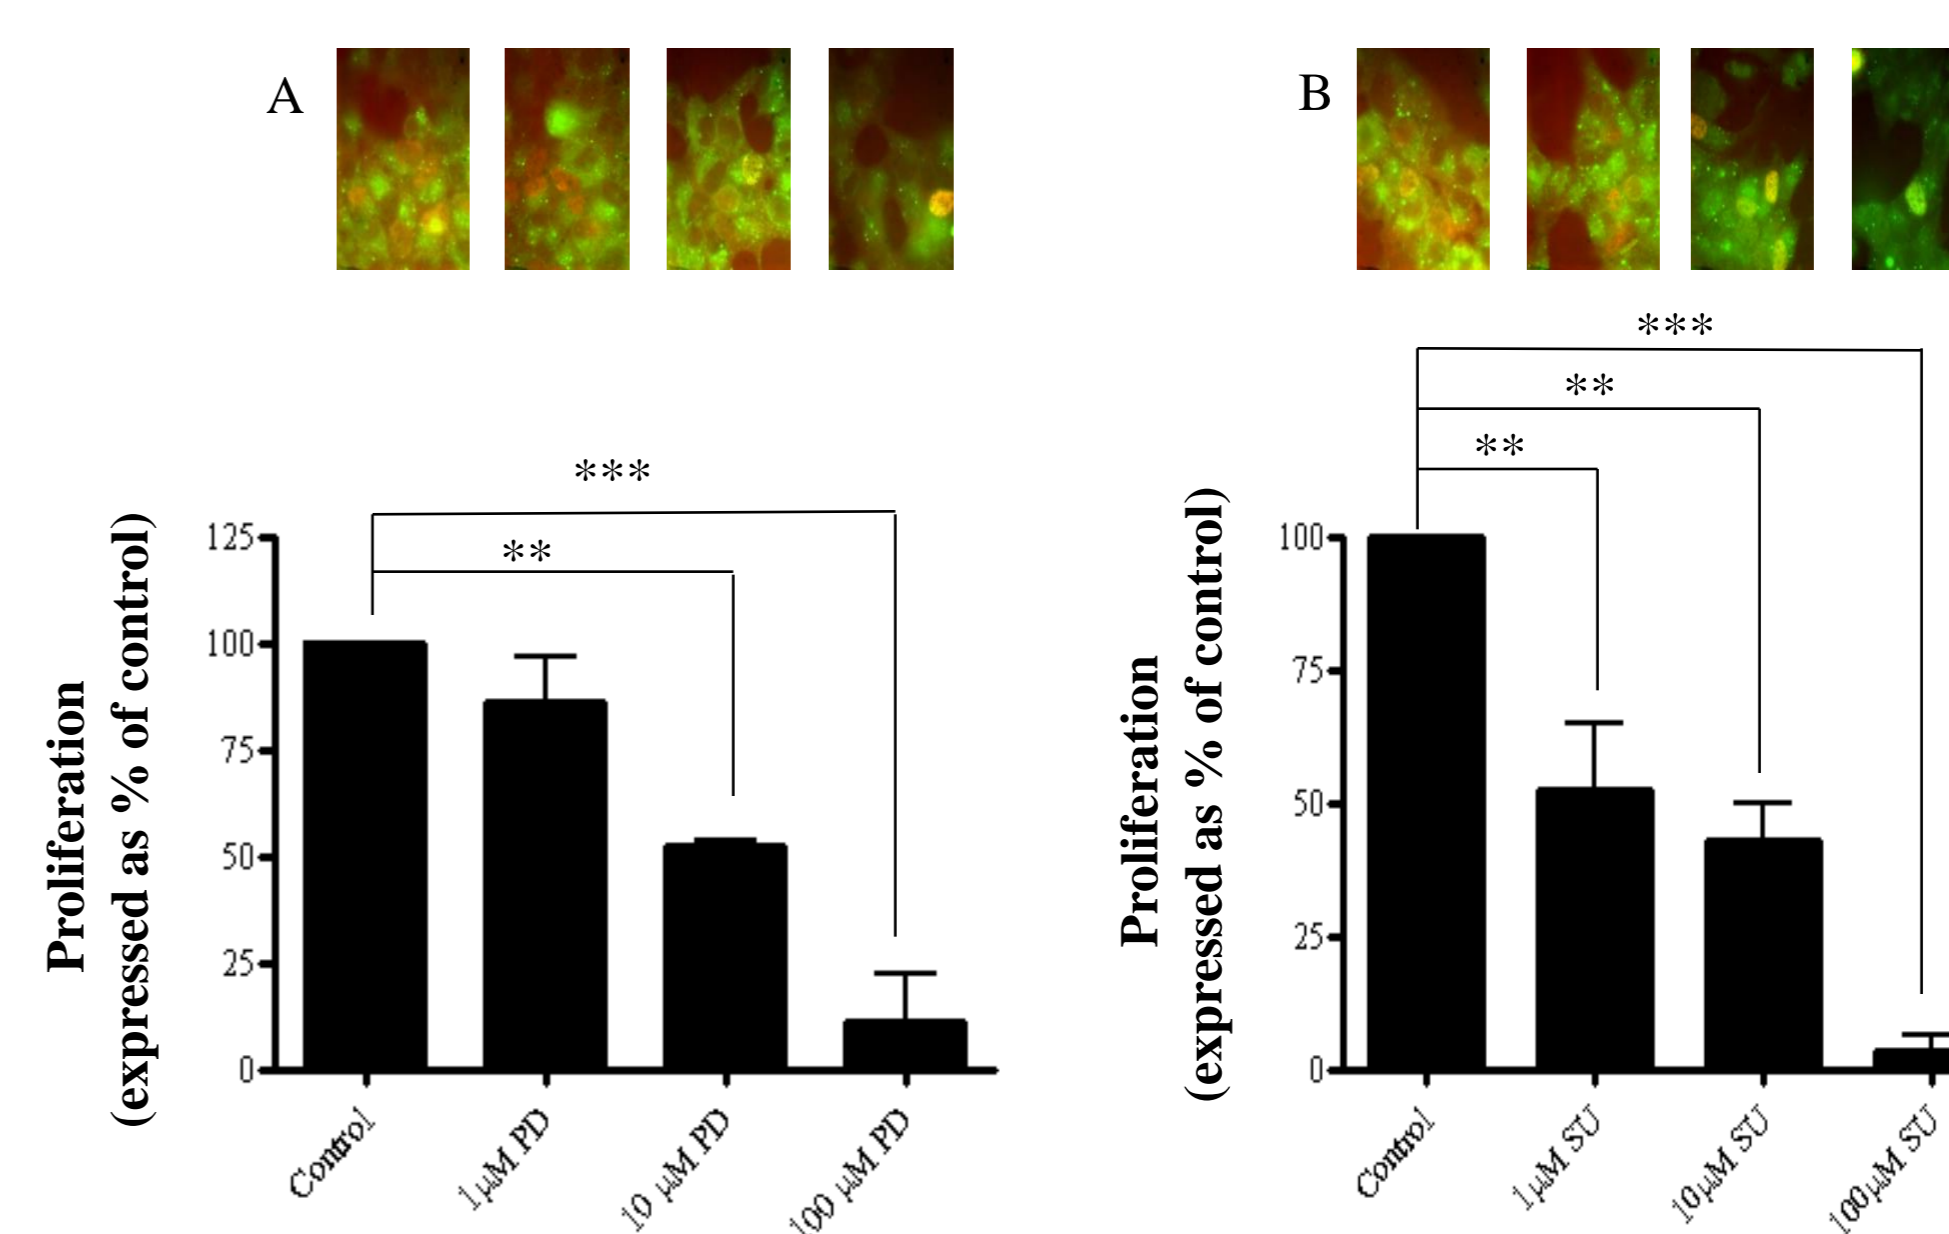 A
B
***
**
**
***
**
Proliferation
(expressed as % of control)
125
100
75
50
25
0
Control
1μM PD
10 μM PD
100 μM PD
Proliferation
(expressed as % of control)
100
75
50
25
0
Control
1μM SU
10μM SU
100μM SU